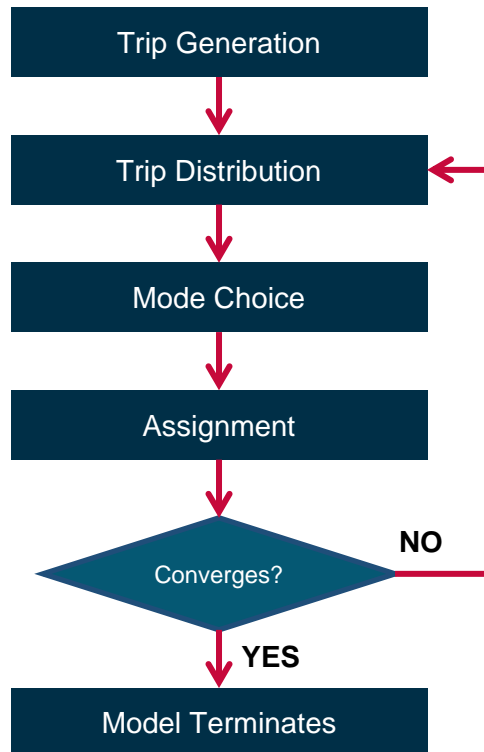 Trip Generation
Trip Distribution
Mode Choice
Assignment
Converges?
NO
YES
Model Terminates